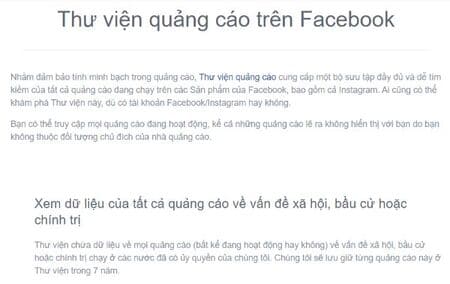 Thư viện quảng cáo trên Facebook
Nhằm đảm bảo tính minh bạch trong quảng cáo, Thư viện quảng cáo cung cấp một bộ sưu tập đầy đủ và dễ tìm
kiếm của tất cả quảng cáo đang chạy trên các Sản phẩm của Facebook, bao gồm cả Instagram. Ai cũng có thể
khám phá Thư viện này, dù có tài khoản Facebook/Instagram hay không.
Bạn có thể truy cập mọi quảng cáo đang hoạt động, kể cả những quảng cáo lẽ ra không hiển thị với bạn do bạn
không thuộc đối tượng chủ đích của nhà quảng cáo.
Xem dữ liệu của tất cả quảng cáo về vấn đề xã hội, bầu cử hoặc
chính trị
Thư viện chứa dữ liệu về mọi quảng cáo (bất kể đang hoạt động hay không) về vấn đề xã hội, bầu cử
hoặc chính trị chạy ở các nước đã có ủy quyền của chúng tôi. Chúng tôi sẽ lưu giữ từng quảng cáo này ở
Thư viện trong 7 năm.